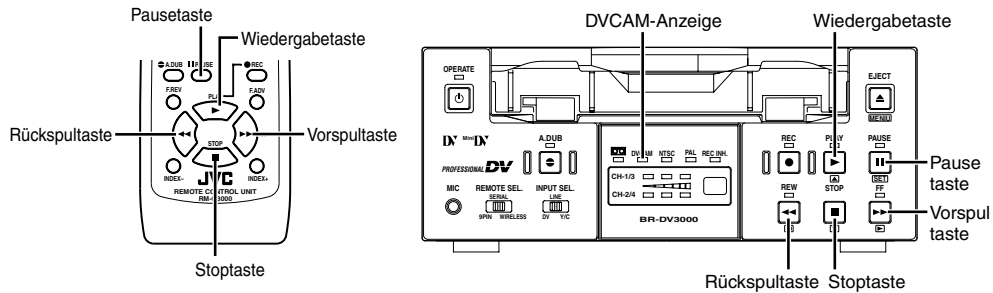 Pausetaste
Wiedergabetaste
A.DUB PAUSE REC
PLAY
F.REV F.ADV
Rückspultaste
Vorspultaste
STOP
INDEX– INDEX+
JVC
REMOTE CONTROL UNIT
Stoptaste
DVCAM-Anzeige
Wiedergabetaste
OPERATE
EJECT
MENU
DV Mini DV
PROFESSIONAL DV
A.DUB
DVCAM NTSC PAL REC INH.
REC PLAY PAUSE
SET
Pause
taste
CH-1/3
CH-2/4
MIC
REMOTE SEL.
SERIAL
9PIN WIRELESS
INPUT SEL.
LINE
DV Y/C
BR-DV3000
REW STOP FF
Vorspul
taste
Rückspultaste
Stoptaste